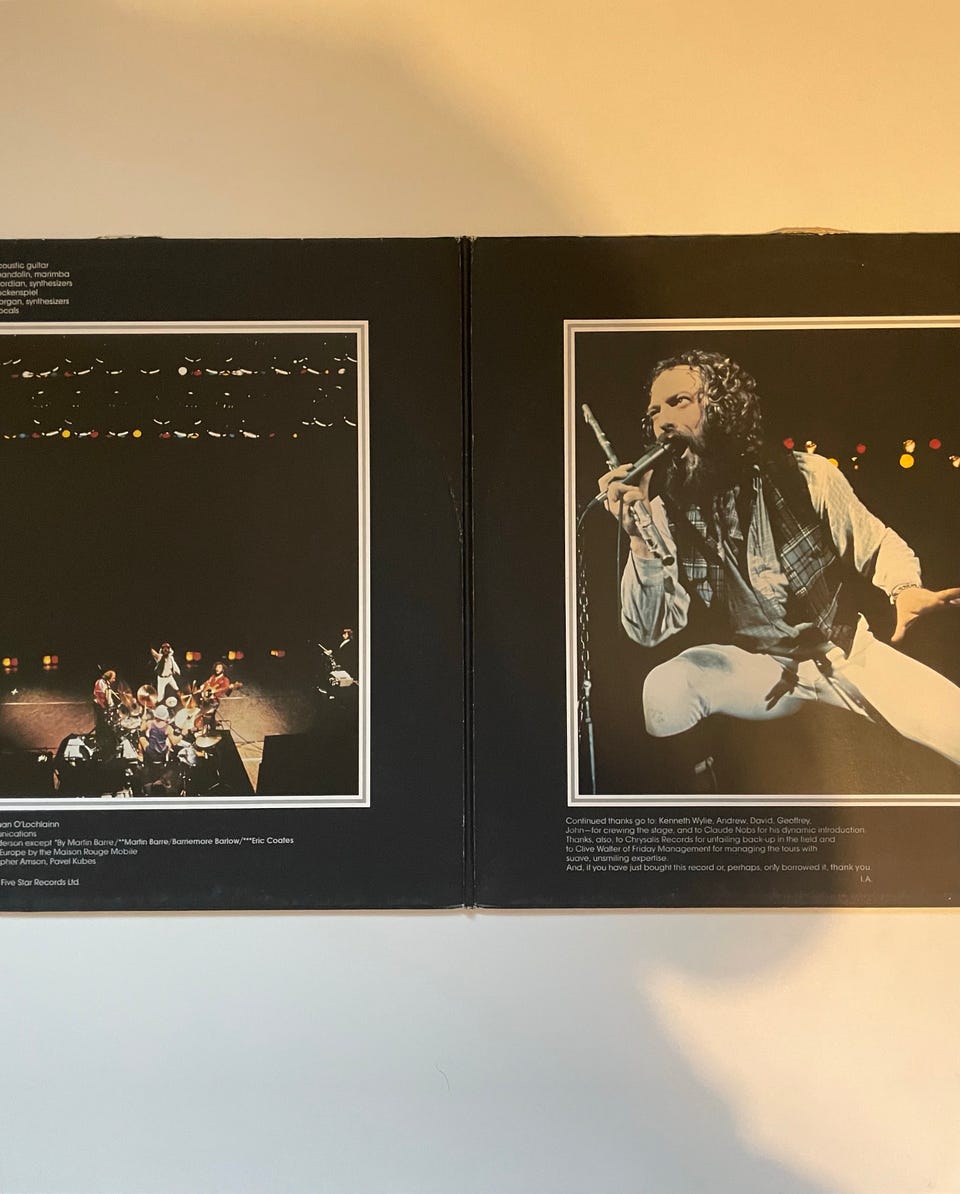 coustic guitar
andolin, marimba
ordian, synthesizers
ockenspiel
organ, synthesizers
ocals
uan O'Lochlainn
unications
derson except *By Martin Barre/**Martin Barre/Barriemore Barlow/***Eric Coates
Europe by the Maison Rouge Mobile
opher Amson, Pavel Kubes
Five Star Records Ltd
Continued thanks go to: Kenneth Wylie, Andrew, David, Geoffrey,
John—for crewing the stage, and to Claude Nobs for his dynamic introduction.
Thanks, also, to Chrysalis Records for unfailing back-up in the field and
to Clive Walter of Friday Management for managing the tours with
suave, unsmiling expertise.
And, if you have just bought this record or, perhaps, only borrowed it, thank you.
I.A.